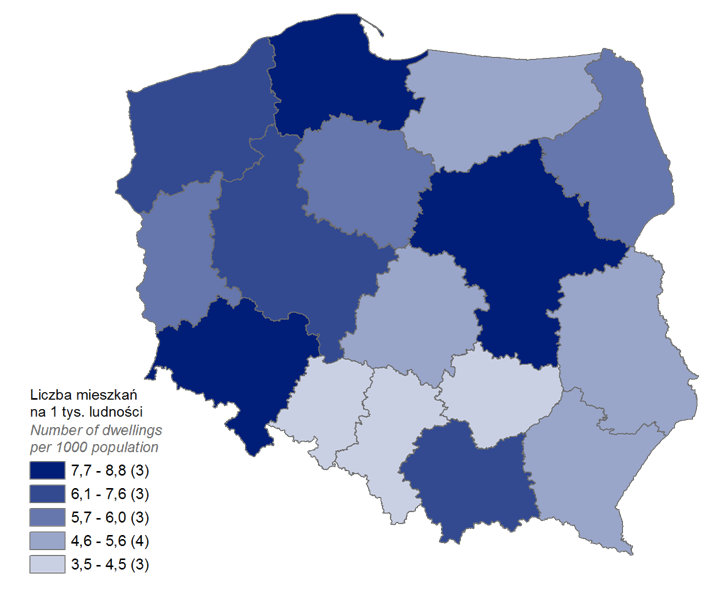 Liczba mieszkań
na 1 tys. ludności
Number of dwellings
per 1000 population
7,7 - 8,8 (3)
6,1 - 7,6 (3)
5,7 - 6,0 (3)
4,6 - 5,6 (4)
3,5 - 4,5 (3)